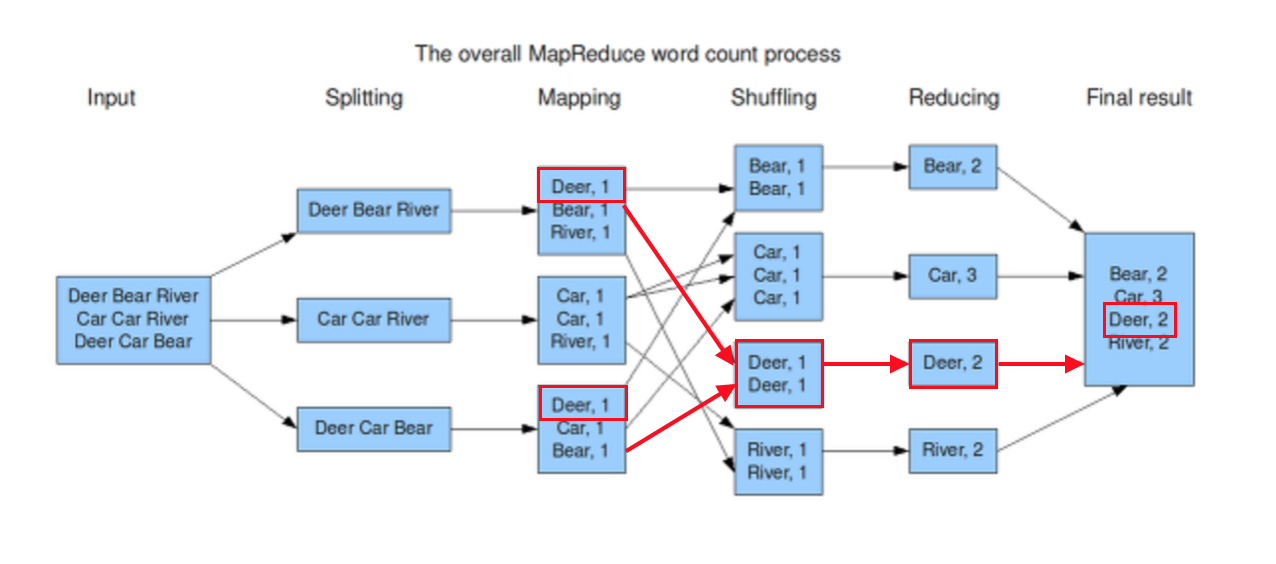 The overall MapReduce word count process
Input
Splitting
Mapping
Shuffling
Reducing
Final result
Deer Bear River
Car Car River
Deer Car Bear
Deer Bear River
Car Car River
Deer Car Bear
Deer, 1
Bear, 1
River, 1
Car, 1
Car, 1
River, 1
Deer, 1
Car, 1
Bear, 1
Bear, 1
Bear, 1
Car, 1
Car, 1
Car, 1
Deer, 1
Deer, 1
River, 1
River, 1
Bear, 2
Car, 3
Deer, 2
River, 2
Bear, 2
Car, 3
Deer, 2
River, 2